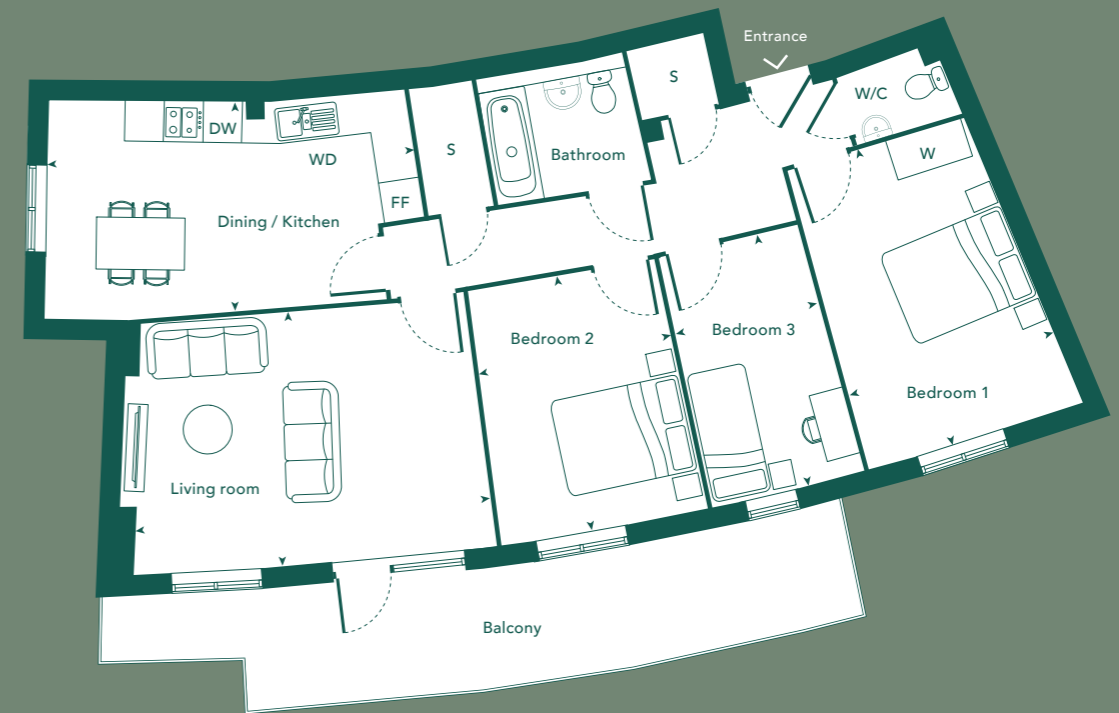 Entrance
S
W/C
DW
WD
S
Bathroom
W
FF
Dining / Kitchen
Bedroom 2
Bedroom 3
Bedroom 1
Living room
Balcony